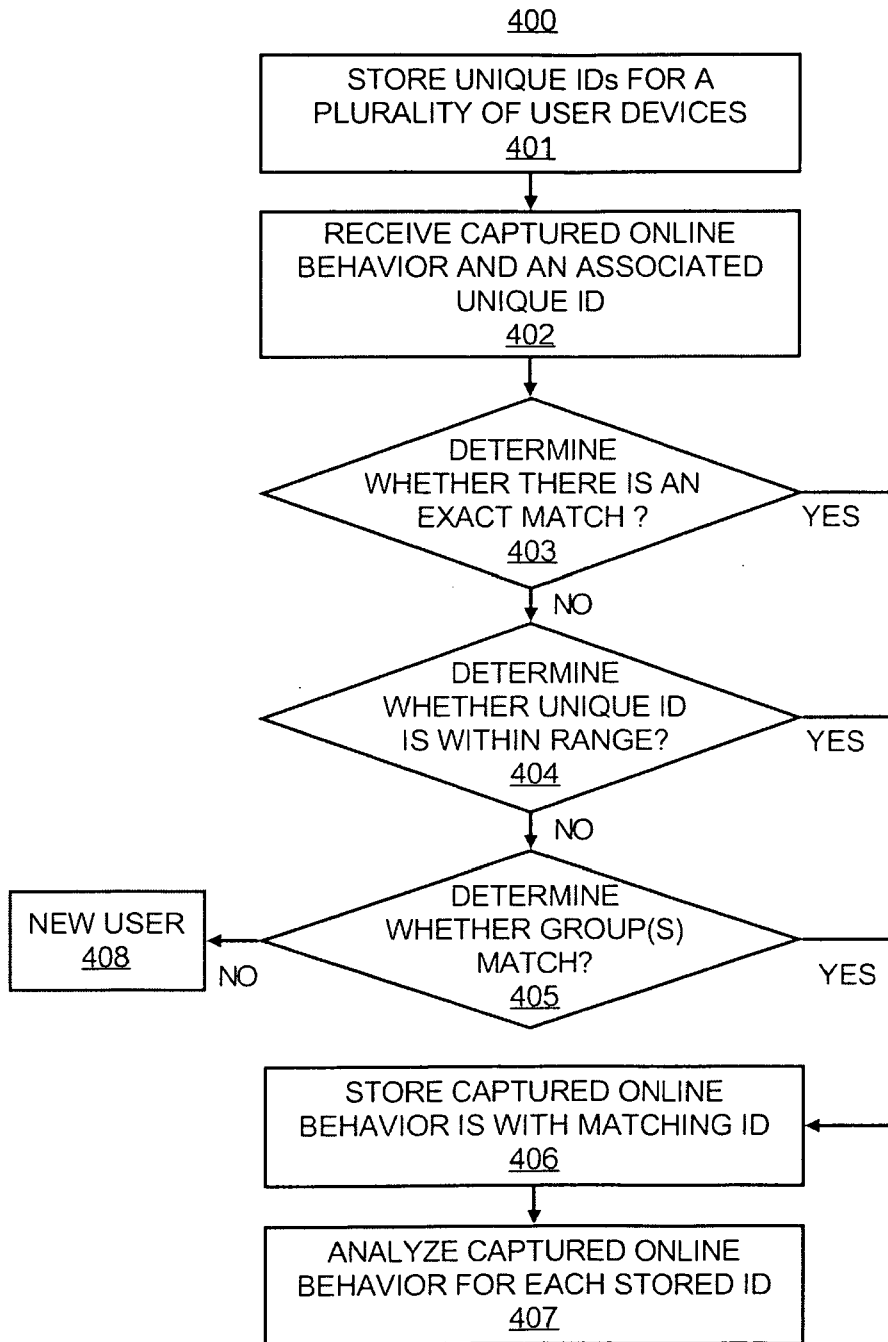 400
STORE UNIQUE IDs FOR A
PLURALITY OF USER DEVICES
401
RECEIVE CAPTURED ONLINE
BEHAVIOR AND AN ASSOCIATED
UNIQUE ID
402
DETERMINE
WHETHER THERE IS AN
EXACT MATCH ?
403
YES
NO
DETERMINE
WHETHER UNIQUE ID
IS WITHIN RANGE?
404
YES
NO
DETERMINE
WHETHER GROUP(S)
MATCH?
405
YES
NO
NEW USER
408
STORE CAPTURED ONLINE
BEHAVIOR IS WITH MATCHING ID
406
ANALYZE CAPTURED ONLINE
BEHAVIOR FOR EACH STORED ID
407